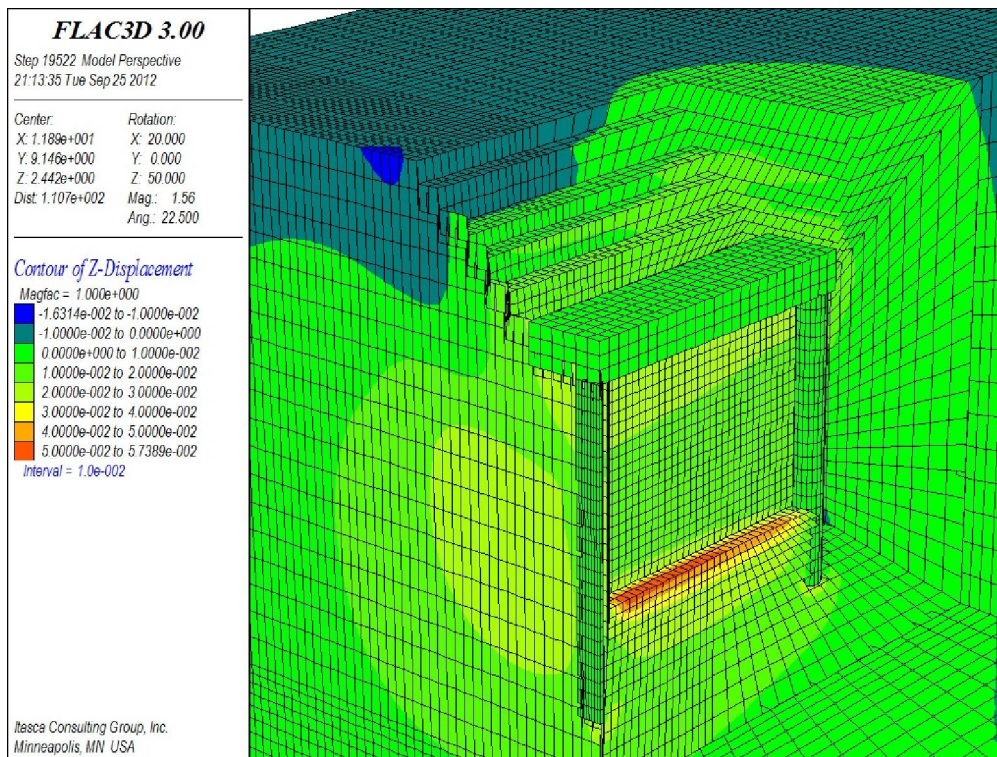 FLAC3D 3.00
Step 19522 Model Perspective
21:13:35 Tue Sep 25 2012
Center: Rotation:
X: 1.189e+001 X: 20.000
Y: 9.146e+000 Y: 0.000
Z: 2.442e+000 Z: 50.000
Dist: 1.107e+002 Mag.: 1.56
Ang.: 22.500
Contour of Z-Displacement
Magfac = 1.000e+000
-1.6314e-002 to -1.0000e-002
-1.0000e-002 to 0.0000e+000
0.0000e+000 to 1.0000e-002
1.0000e-002 to 2.0000e-002
2.0000e-002 to 3.0000e-002
3.0000e-002 to 4.0000e-002
4.0000e-002 to 5.0000e-002
5.0000e-002 to 5.7389e-002
Interval = 1.0e-002
Itasca Consulting Group, Inc.
Minneapolis, MN USA